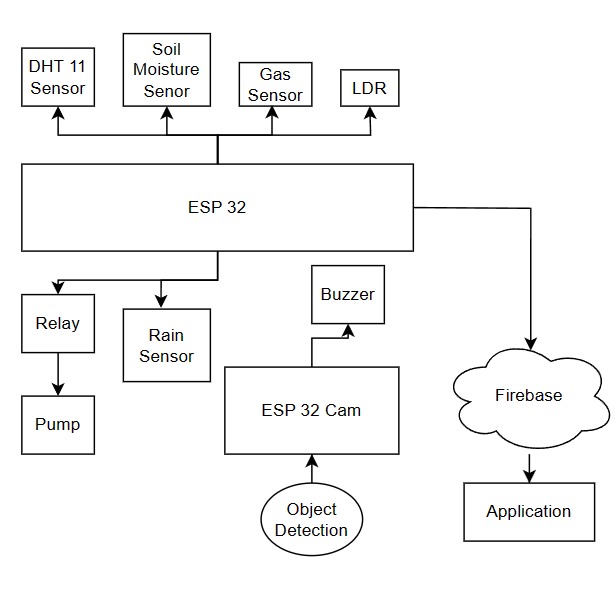 DHT 11
Sensor
Soil
Moisture
Senor
Gas
Sensor
LDR
ESP 32
Relay
Rain
Sensor
Buzzer
Pump
ESP 32 Cam
Firebase
Object
Detection
Application